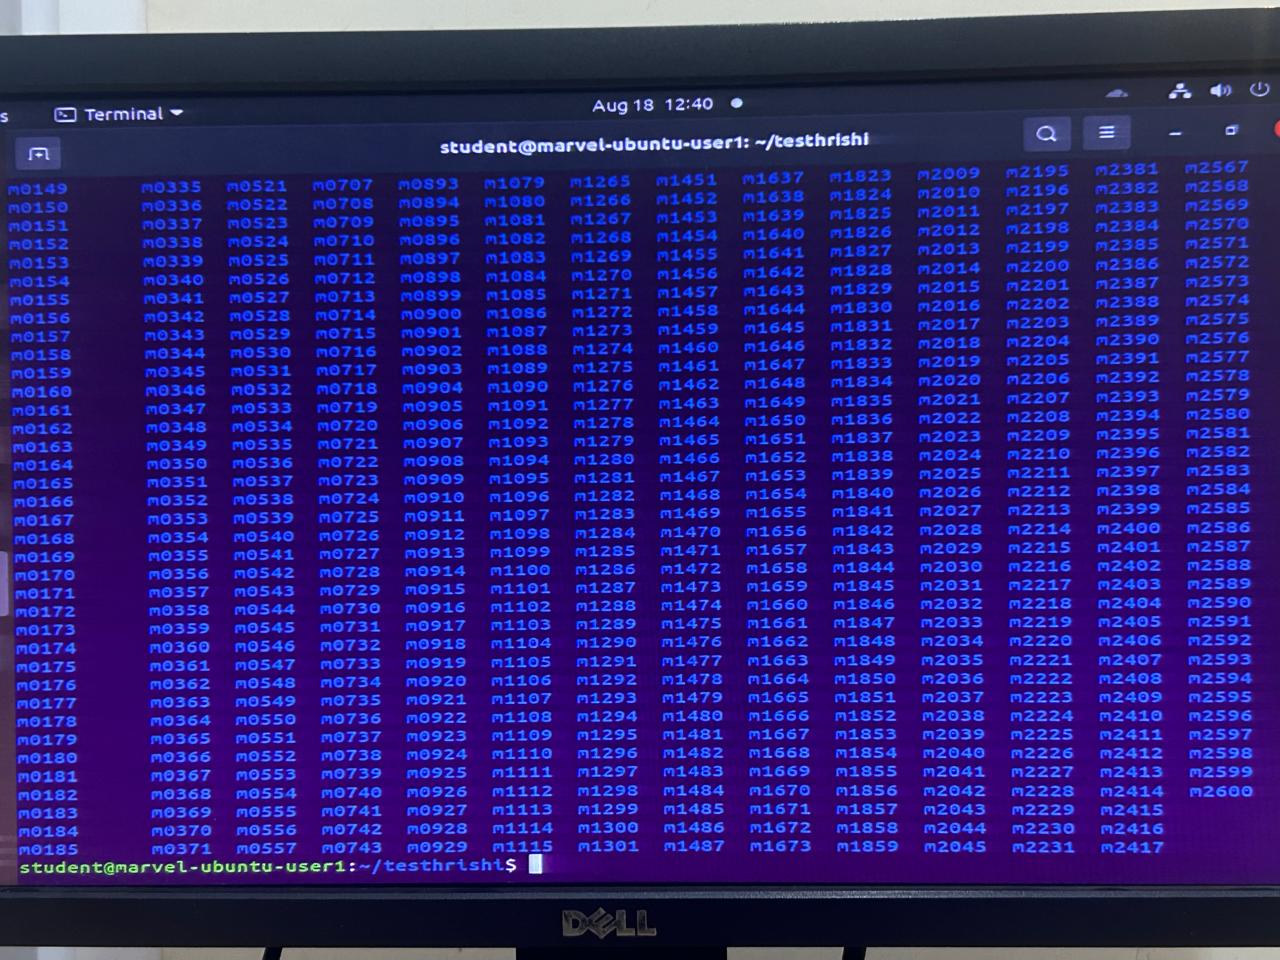 s Terminal Aug 18 12:40
student@marvel-ubuntu-user1: ~/testhrishi
m0149 m0335 m0521 m0707 m0893 m1079 m1265 m1451 m1637 m1823 m2009 m2195 m2381 m2567
m0150 m0336 m0522 m0708 m0894 m1080 m1266 m1452 m1638 m1824 m2010 m2196 m2382 m2568
m0151 m0337 m0523 m0709 m0895 m1081 m1267 m1453 m1639 m1825 m2011 m2197 m2383 m2569
m0152 m0338 m0524 m0710 m0896 m1082 m1268 m1454 m1640 m1826 m2012 m2198 m2384 m2570
m0153 m0339 m0525 m0711 m0897 m1083 m1269 m1455 m1641 m1827 m2013 m2199 m2385 m2571
m0154 m0340 m0526 m0712 m0898 m1084 m1270 m1456 m1642 m1828 m2014 m2200 m2386 m2572
m0155 m0341 m0527 m0713 m0899 m1085 m1271 m1457 m1643 m1829 m2015 m2201 m2387 m2573
m0156 m0342 m0528 m0714 m0900 m1086 m1272 m1458 m1644 m1830 m2016 m2202 m2388 m2574
m0157 m0343 m0529 m0715 m0901 m1087 m1273 m1459 m1645 m1831 m2017 m2203 m2389 m2575
m0158 m0344 m0530 m0716 m0902 m1088 m1274 m1460 m1646 m1832 m2018 m2204 m2390 m2576
m0159 m0345 m0531 m0717 m0903 m1089 m1275 m1461 m1647 m1833 m2019 m2205 m2391 m2577
m0160 m0346 m0532 m0718 m0904 m1090 m1276 m1462 m1648 m1834 m2020 m2206 m2392 m2578
m0161 m0347 m0533 m0719 m0905 m1091 m1277 m1463 m1649 m1835 m2021 m2207 m2393 m2579
m0162 m0348 m0534 m0720 m0906 m1092 m1278 m1464 m1650 m1836 m2022 m2208 m2394 m2580
m0163 m0349 m0535 m0721 m0907 m1093 m1279 m1465 m1651 m1837 m2023 m2209 m2395 m2581
m0164 m0350 m0536 m0722 m0908 m1094 m1280 m1466 m1652 m1838 m2024 m2210 m2396 m2582
m0165 m0351 m0537 m0723 m0909 m1095 m1281 m1467 m1653 m1839 m2025 m2211 m2397 m2583
m0166 m0352 m0538 m0724 m0910 m1096 m1282 m1468 m1654 m1840 m2026 m2212 m2398 m2584
m0167 m0353 m0539 m0725 m0911 m1097 m1283 m1469 m1655 m1841 m2027 m2213 m2399 m2585
m0168 m0354 m0540 m0726 m0912 m1098 m1284 m1470 m1656 m1842 m2028 m2214 m2400 m2586
m0169 m0355 m0541 m0727 m0913 m1099 m1285 m1471 m1657 m1843 m2029 m2215 m2401 m2587
m0170 m0356 m0542 m0728 m0914 m1100 m1286 m1472 m1658 m1844 m2030 m2216 m2402 m2588
m0171 m0357 m0543 m0729 m0915 m1101 m1287 m1473 m1659 m1845 m2031 m2217 m2403 m2589
m0172 m0358 m0544 m0730 m0916 m1102 m1288 m1474 m1660 m1846 m2032 m2218 m2404 m2590
m0173 m0359 m0545 m0731 m0917 m1103 m1289 m1475 m1661 m1847 m2033 m2219 m2405 m2591
m0174 m0360 m0546 m0732 m0918 m1104 m1290 m1476 m1662 m1848 m2034 m2220 m2406 m2592
m0175 m0361 m0547 m0733 m0919 m1105 m1291 m1477 m1663 m1849 m2035 m2221 m2407 m2593
m0176 m0362 m0548 m0734 m0920 m1106 m1292 m1478 m1664 m1850 m2036 m2222 m2408 m2594
m0177 m0363 m0549 m0735 m0921 m1107 m1293 m1479 m1665 m1851 m2037 m2223 m2409 m2595
m0178 m0364 m0550 m0736 m0922 m1108 m1294 m1480 m1666 m1852 m2038 m2224 m2410 m2596
m0179 m0365 m0551 m0737 m0923 m1109 m1295 m1481 m1667 m1853 m2039 m2225 m2411 m2597
m0180 m0366 m0552 m0738 m0924 m1110 m1296 m1482 m1668 m1854 m2040 m2226 m2412 m2598
m0181 m0367 m0553 m0739 m0925 m1111 m1297 m1483 m1669 m1855 m2041 m2227 m2413 m2599
m0182 m0368 m0554 m0740 m0926 m1112 m1298 m1484 m1670 m1856 m2042 m2228 m2414 m2600
m0183 m0369 m0555 m0741 m0927 m1113 m1299 m1485 m1671 m1857 m2043 m2229 m2415
m0184 m0370 m0556 m0742 m0928 m1114 m1300 m1486 m1672 m1858 m2044 m2230 m2416
m0185 m0371 m0557 m0743 m0929 m1115 m1301 m1487 m1673 m1859 m2045 m2231 m2417
student@marvel-ubuntu-user1:~/testhrishi$
DELL